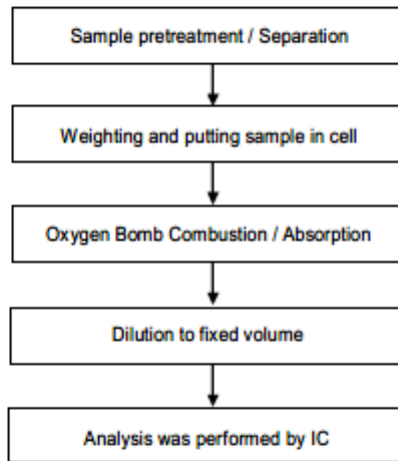 Sample pretreatment / Separation
Weighting and putting sample in cell
Oxygen Bomb Combustion / Absorption
Dilution to fixed volume
Analysis was performed by IC